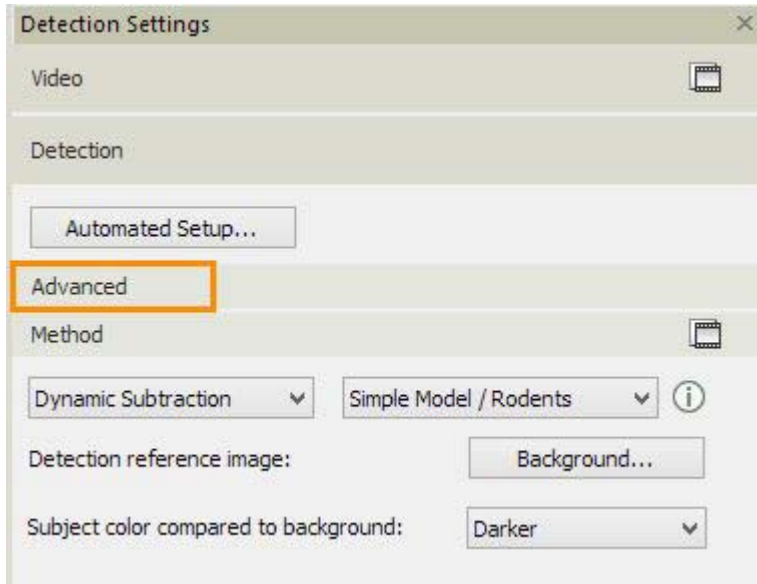 Detection Settings
Video
Detection
Automated Setup...
Advanced
Method
Dynamic Subtraction Simple Model / Rodents
Detection reference image: Background...
Subject color compared to background: Darker